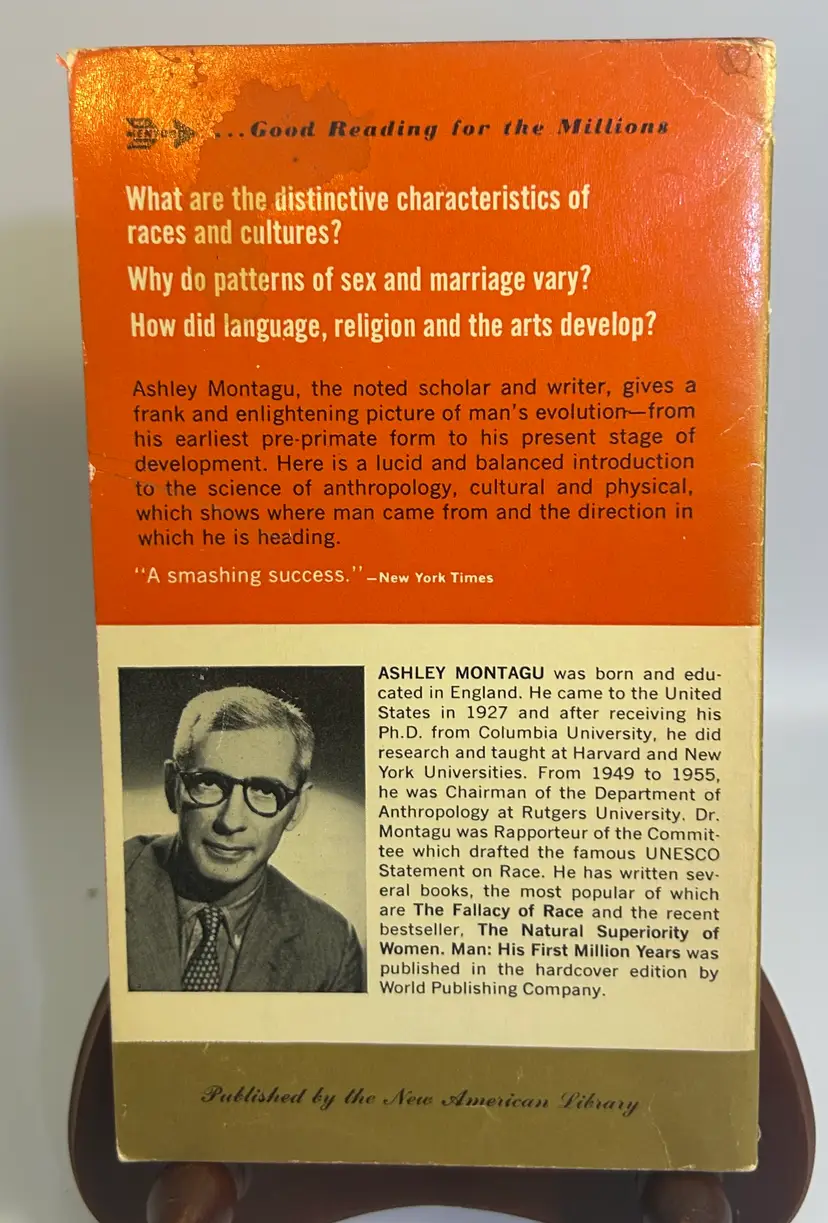 MENTOR
...Good Reading for the Millions
What are the distinctive characteristics of
races and cultures?
Why do patterns of sex and marriage vary?
How did language, religion and the arts develop?
Ashley Montagu, the noted scholar and writer, gives a
frank and enlightening picture of man's evolution—from
his earliest pre-primate form to his present stage of
development. Here is a lucid and balanced introduction
to the science of anthropology, cultural and physical,
which shows where man came from and the direction in
which he is heading.
"A smashing success." —New York Times
ASHLEY MONTAGU was born and edu-
cated in England. He came to the United
States in 1927 and after receiving his
Ph.D. from Columbia University, he did
research and taught at Harvard and New
York Universities. From 1949 to 1955,
he was Chairman of the Department of
Anthropology at Rutgers University. Dr.
Montagu was Rapporteur of the Commit-
tee which drafted the famous UNESCO
Statement on Race. He has written sev-
eral books, the most popular of which
are The Fallacy of Race and the recent
bestseller, The Natural Superiority of
Women. Man: His First Million Years was
published in the hardcover edition by
World Publishing Company.
Published by the New American Library